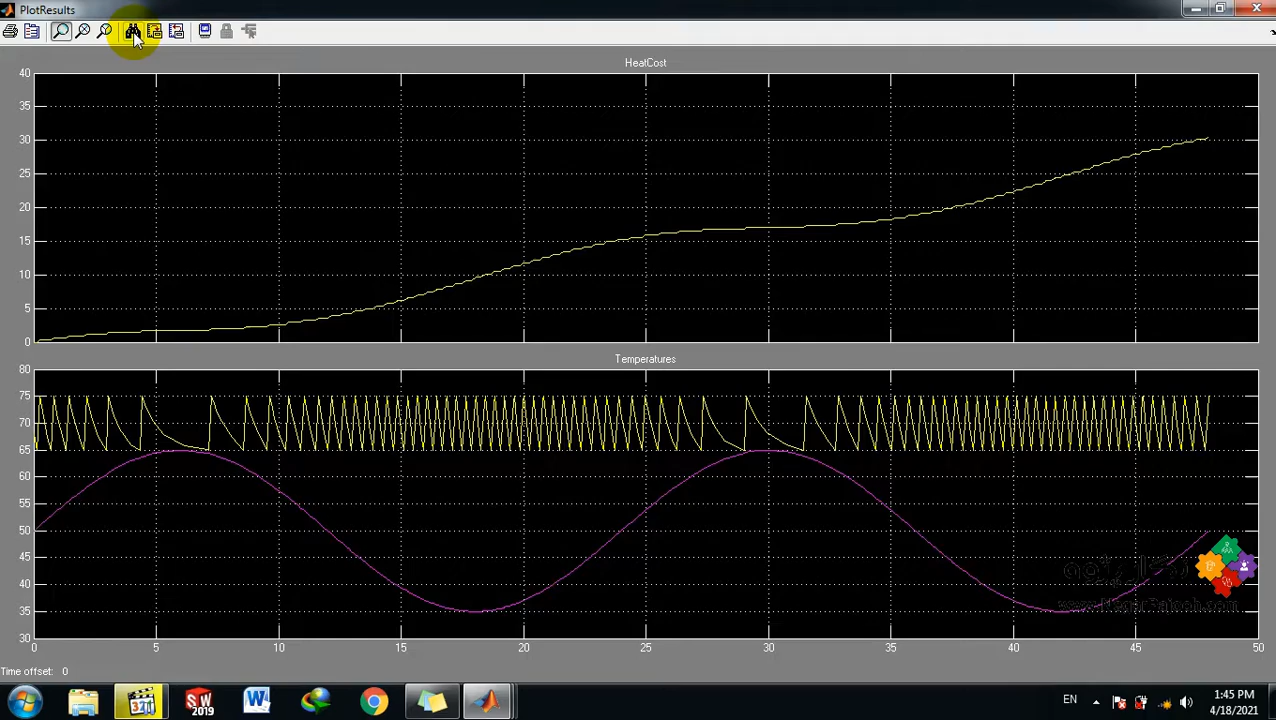 PlotResults
HeatCost
40
35
30
25
20
15
10
5
0
Temperatures
80
75
70
65
60
55
50
45
40
35
30
0 5 10 15 20 25 30 35 40 45 50
Time offset: 0
SW
2019
321
W
EN
1:45 PM
4/18/2021